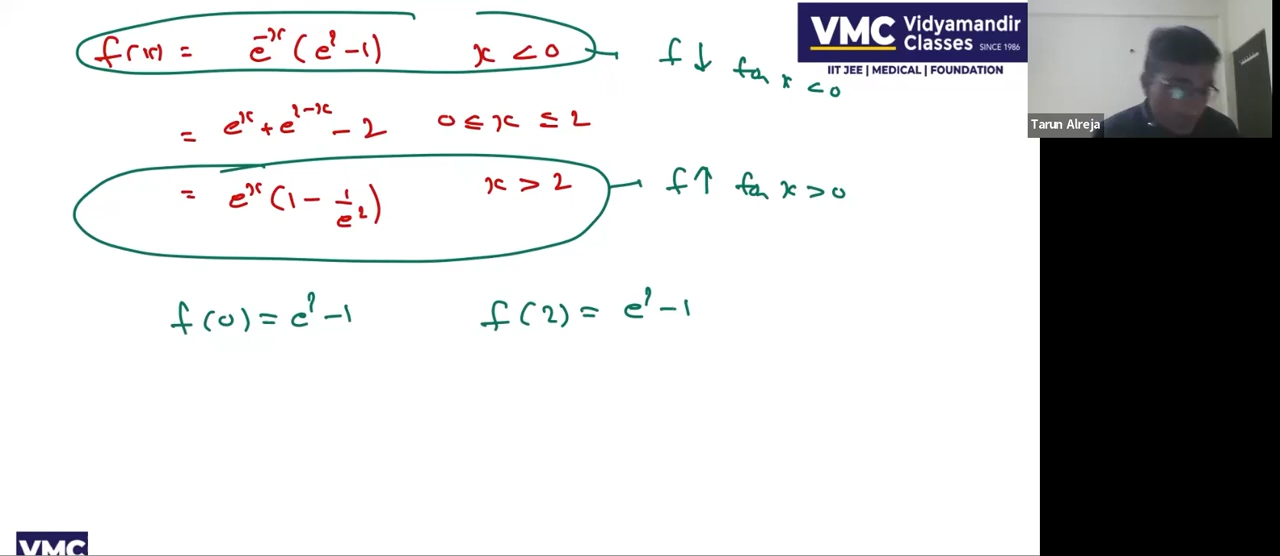 f(x) = e^{-x} (e^2 - 1) x < 0 → f ↓ for x < 0
= e^x + e^{2-x} - 2 0 ≤ x ≤ 2
= e^x (1 - 1/e^2) x > 2 → f ↑ for x > 0
f(0) = e^2 - 1 f(2) = e^2 - 1
VMC Vidyamandir Classes SINCE 1986
IIT JEE | MEDICAL | FOUNDATION
Tarun Alreja
VMC